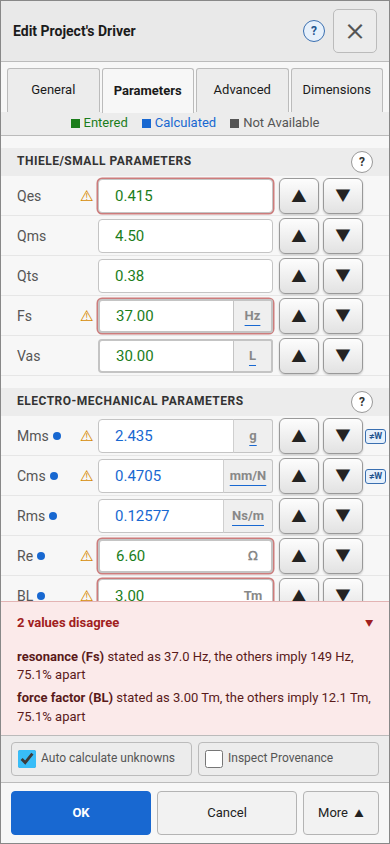 Edit Project's Driver ?
General Parameters Advanced Dimensions
Entered Calculated Not Available
THIELE/SMALL PARAMETERS ?
Qes ⚠ 0.415 ▲ ▼
Qms 4.50 ▲ ▼
Qts 0.38 ▲ ▼
Fs ⚠ 37.00 Hz ▲ ▼
Vas 30.00 L ▲ ▼
ELECTRO-MECHANICAL PARAMETERS ?
Mms ⚠ 2.435 g ▲ ▼ ≠W
Cms ⚠ 0.4705 mm/N ▲ ▼ ≠W
Rms 0.12577 Ns/m ▲ ▼
Re ⚠ 6.60 Ω ▲ ▼
BL ⚠ 3.00 Tm ▲ ▼
2 values disagree ▼
resonance (Fs) stated as 37.0 Hz, the others imply 149 Hz,
75.1% apart
force factor (BL) stated as 3.00 Tm, the others imply 12.1 Tm,
75.1% apart
Auto calculate unknowns Inspect Provenance
OK Cancel More ▲